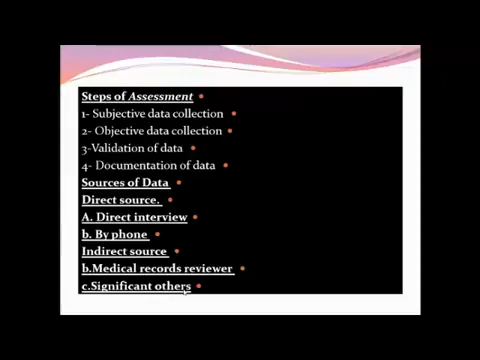 Steps of Assessment
1- Subjective data collection
2- Objective data collection
3-Validation of data
4- Documentation of data
Sources of Data
Direct source.
A. Direct interview
b. By phone
Indirect source
b.Medical records reviewer
c.Significant others